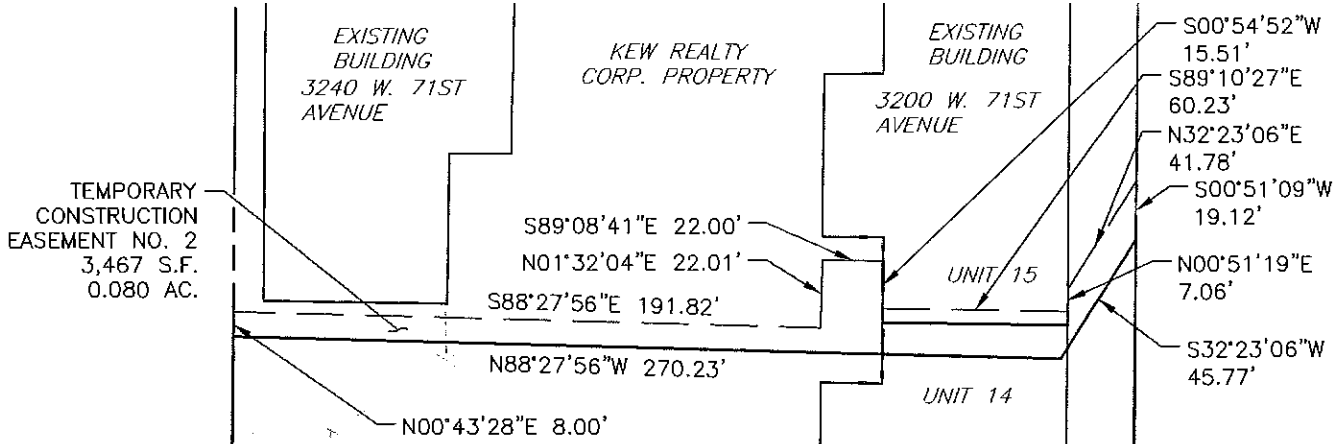 EXISTING
BUILDING
3240 W. 71ST
AVENUE
KEW REALTY
CORP. PROPERTY
EXISTING
BUILDING
3200 W. 71ST
AVENUE
S00°54'52"W
15.51'
S89°10'27"E
60.23'
N32°23'06"E
41.78'
S00°51'09"W
19.12'
TEMPORARY
CONSTRUCTION
EASEMENT NO. 2
3,467 S.F.
0.080 AC.
S89°08'41"E 22.00'
N01°32'04"E 22.01'
UNIT 15
N00°51'19"E
7.06'
S88°27'56"E 191.82'
S32°23'06"W
45.77'
N88°27'56"W 270.23'
UNIT 14
N00°43'28"E 8.00'